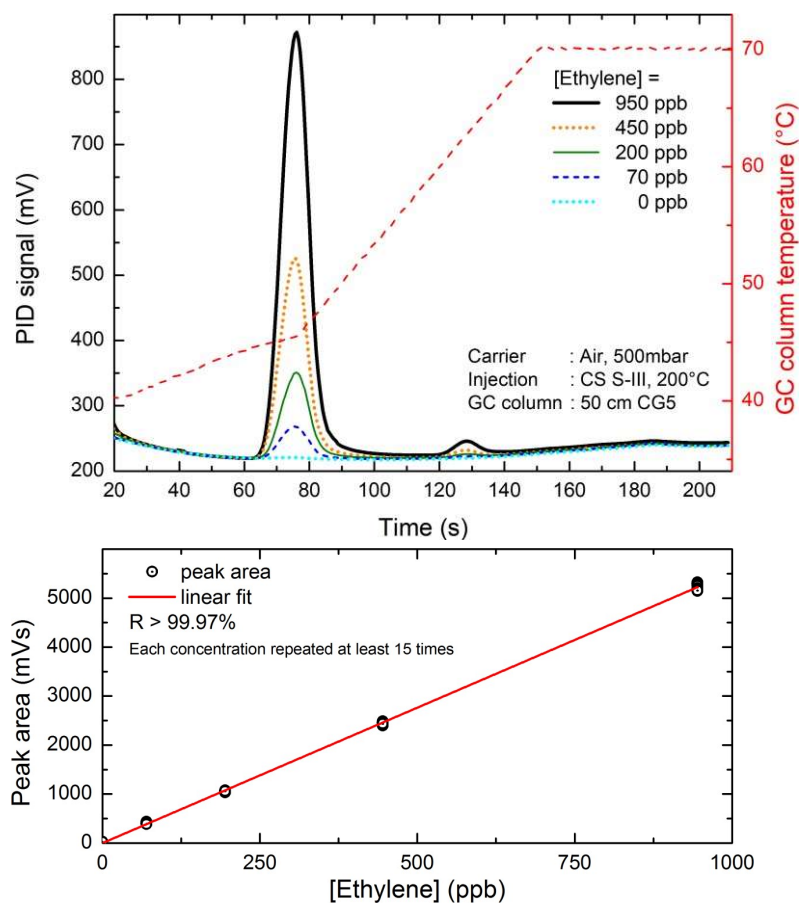 800
700
600
500
400
300
200
PID signal (mV)
70
60
50
40
GC column temperature (°C)
[Ethylene] =
950 ppb
450 ppb
200 ppb
70 ppb
0 ppb
Carrier : Air, 500mbar
Injection : CS S-III, 200°C
GC column : 50 cm CG5
20 40 60 80 100 120 140 160 180 200
Time (s)
peak area
linear fit
R > 99.97%
Each concentration repeated at least 15 times
5000
4000
3000
2000
1000
0
Peak area (mVs)
0 250 500 750 1000
[Ethylene] (ppb)